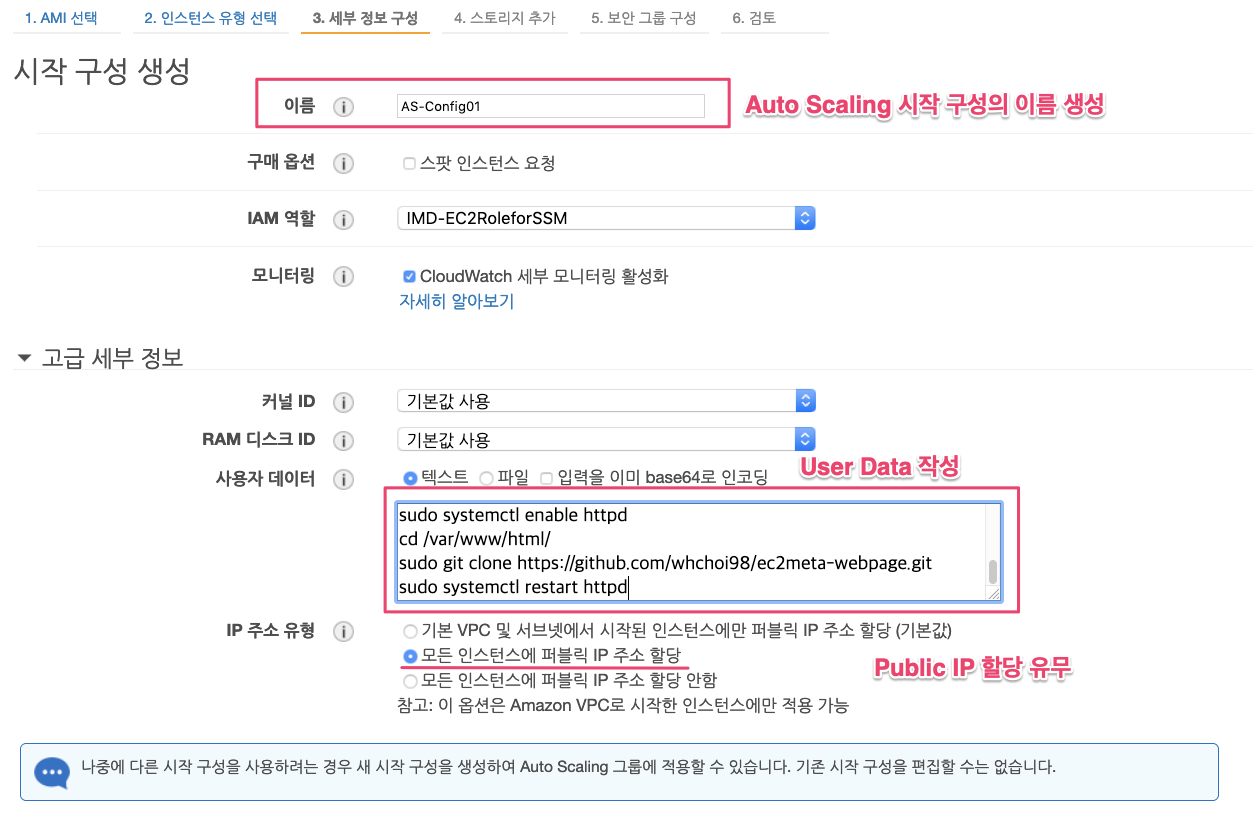 1. AMI 선택 2. 인스턴스 유형 선택 3. 세부 정보 구성 4. 스토리지 추가 5. 보안 그룹 구성 6. 검토
시작 구성 생성
이름 i AS-Config01 Auto Scaling 시작 구성의 이름 생성
구매 옵션 i 스팟 인스턴스 요청
IAM 역할 i IMD-EC2RoleforSSM
모니터링 i CloudWatch 세부 모니터링 활성화
자세히 알아보기
고급 세부 정보
커널 ID i 기본값 사용
RAM 디스크 ID i 기본값 사용
User Data 작성
사용자 데이터 i 텍스트 파일 입력을 이미 base64로 인코딩
sudo systemctl enable httpd
cd /var/www/html/
sudo git clone https://github.com/whchoi98/ec2meta-webpage.git
sudo systemctl restart httpd
IP 주소 유형 i 기본 VPC 및 서브넷에서 시작된 인스턴스에만 퍼블릭 IP 주소 할당 (기본값)
모든 인스턴스에 퍼블릭 IP 주소 할당
Public IP 할당 유무
모든 인스턴스에 퍼블릭 IP 주소 할당 안함
참고: 이 옵션은 Amazon VPC로 시작한 인스턴스에만 적용 가능
나중에 다른 시작 구성을 사용하려는 경우 새 시작 구성을 생성하여 Auto Scaling 그룹에 적용할 수 있습니다. 기존 시작 구성을 편집할 수는 없습니다.